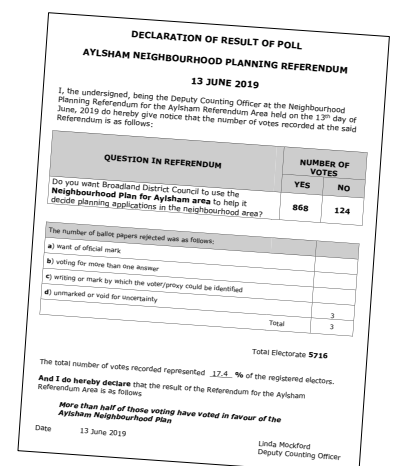 DECLARATION OF RESULT OF POLL
AYLSHAM NEIGHBOURHOOD PLANNING REFERENDUM
13 JUNE 2019
I, the undersigned, being the Deputy Counting Officer at the Neighbourhood
Planning Referendum for the Aylsham Referendum Area held on the 13th day of
June, 2019 do hereby give notice that the number of votes recorded at the said
Referendum is as follows:
QUESTION IN REFERENDUM
NUMBER OF
VOTES
YES NO
Do you want Broadland District Council to use the
Neighbourhood Plan for Aylsham area to help it
decide planning applications in the neighbourhood area?
868 124
The number of ballot papers rejected was as follows:
a) want of official mark
b) voting for more than one answer
c) writing or mark by which the voter/proxy could be identified
d) unmarked or void for uncertainty 3
Total 3
Total Electorate 5716
The total number of votes recorded represented 17.4 % of the registered electors.
And I do hereby declare that the result of the Referendum for the Aylsham
Referendum Area is as follows
More than half of those voting have voted in favour of the
Aylsham Neighbourhood Plan
Date 13 June 2019
Linda Mockford
Deputy Counting Officer